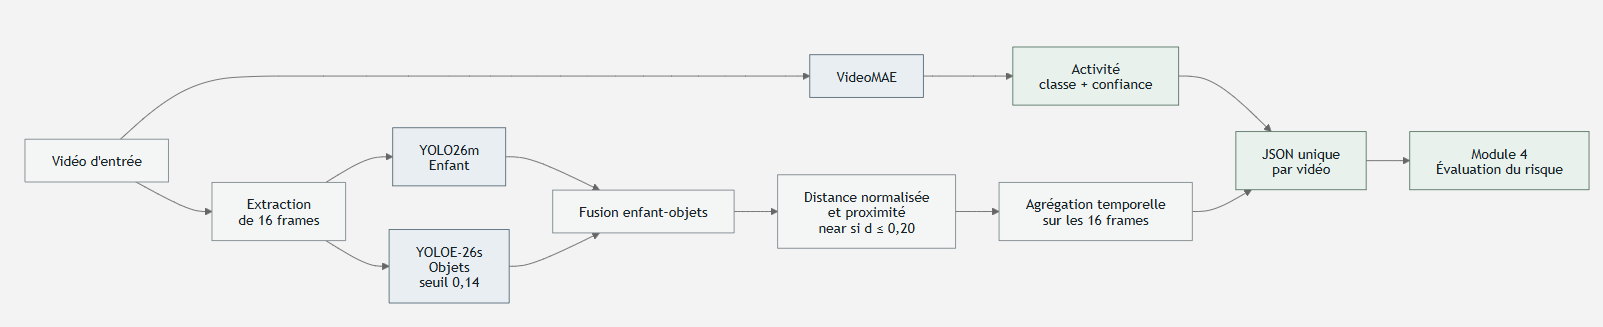 Vidéo d'entrée
Extraction
de 16 frames
YOLO26m
Enfant
YOLOE-26s
Objets
seuil 0,14
Fusion enfant-objets
VideoMAE
Distance normalisée
et proximité
near si d ≤ 0,20
Activité
classe + confiance
Agrégation temporelle
sur les 16 frames
JSON unique
par vidéo
Module 4
Évaluation du risque